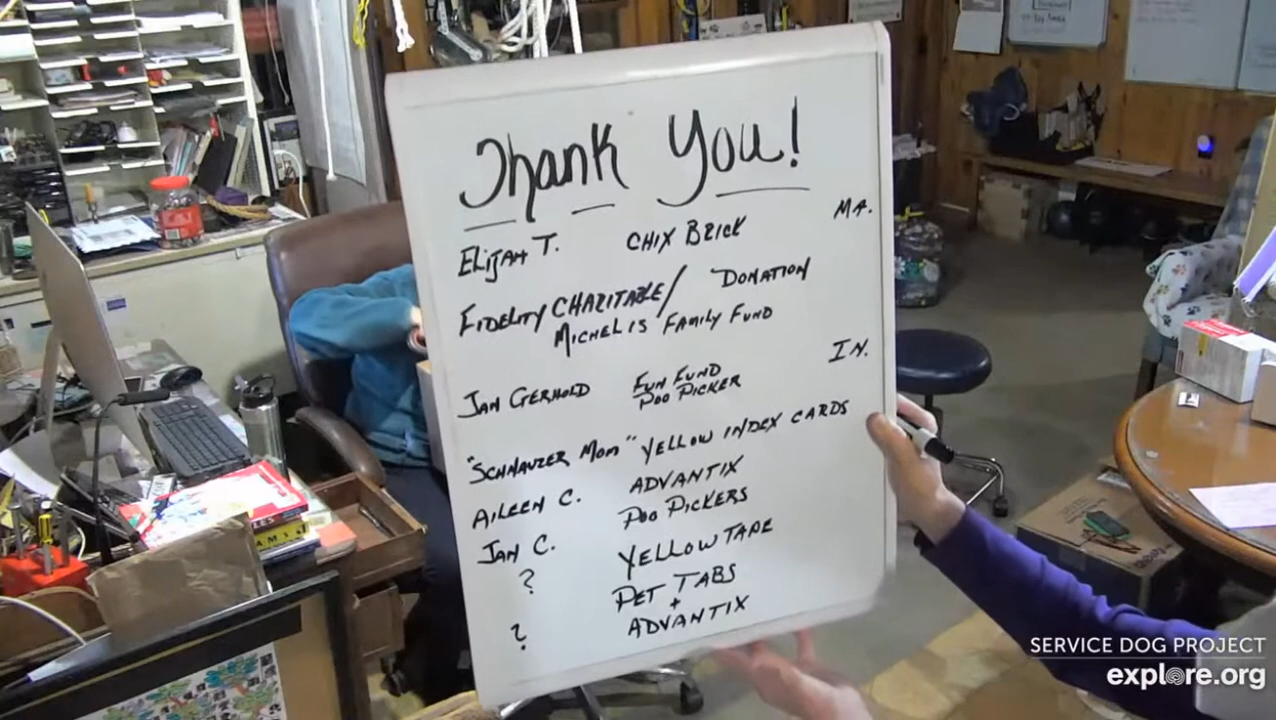 Thank You!
ELIJAH T. CHIX BRICK MA.
FIDELITY CHARITABLE/ DONATION
MICHELIS FAMILY FUND
JAN GERHOLD FUN FUND IN.
POO PICKER
"SCHNAUZER MOM" YELLOW INDEX CARDS
AILEEN C. ADVANTIX
POO PICKERS
JAN C. YELLOW TAPE
? PET TABS
+
? ADVANTIX
SERVICE DOG PROJECT
explore.org